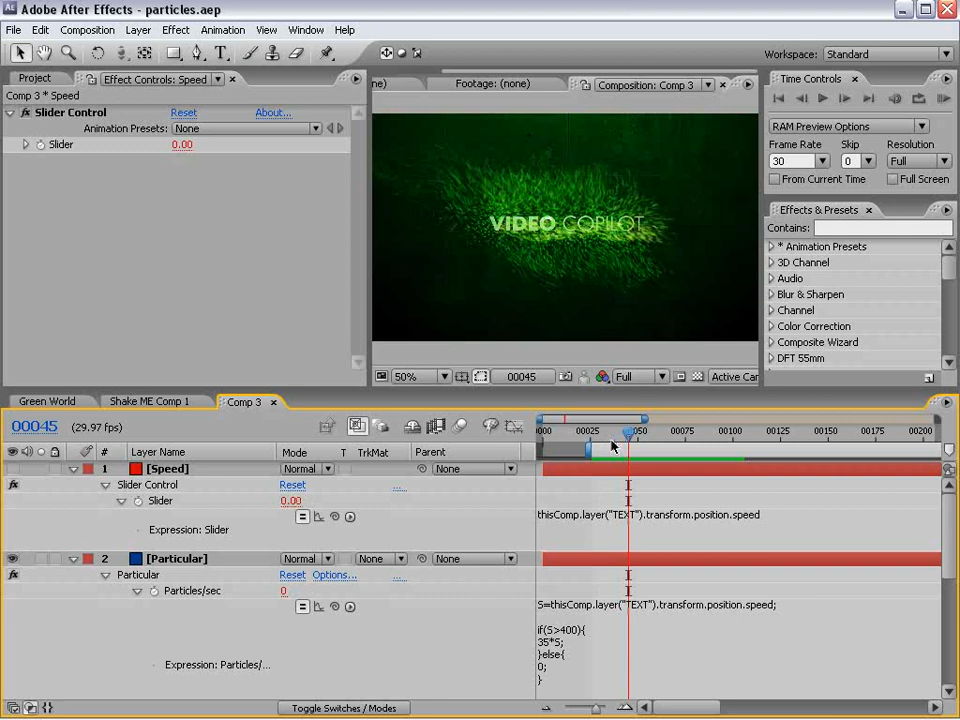 Adobe After Effects - particles.aep
File Edit Composition Layer Effect Animation View Window Help
Workspace: Standard
Project Effect Controls: Speed
Comp 3 * Speed
Slider Control Reset About...
Animation Presets: None
Slider 0.00
ne) Footage: (none) Composition: Comp 3
VIDEO COPILOT
50% 00045 Full Active Car
Time Controls
RAM Preview Options
Frame Rate Skip Resolution
30 0 Full
From Current Time Full Screen
Effects & Presets
Contains:
* Animation Presets
3D Channel
Audio
Blur & Sharpen
Channel
Color Correction
Composite Wizard
DFT 55mm
Green World Shake ME Comp 1 Comp 3
00045 (29.97 fps)
0000 00025 00050 00075 00100 00125 00150 00175 00200
# Layer Name Mode T TrkMat Parent
1 [Speed] Normal None
Slider Control Reset ...
Slider 0.00
thisComp.layer("TEXT").transform.position.speed
Expression: Slider
2 [Particular] Normal None None
Particular Reset Options... ...
Particles/sec 0
S=thisComp.layer("TEXT").transform.position.speed;
if(S>400){
35*S;
}else{
0;
}
Expression: Particles/...
Toggle Switches / Modes